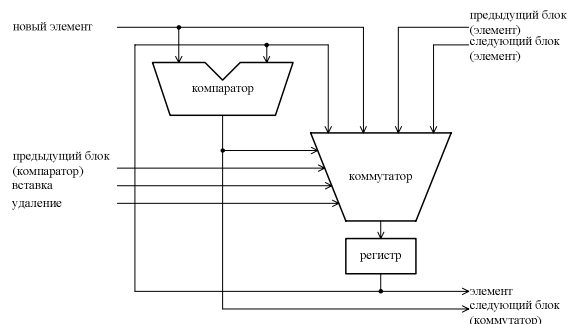 новый элемент
предыдущий блок
(элемент)
следующий блок
(элемент)
компаратор
предыдущий блок
(компаратор)
вставка
удаление
коммутатор
регистр
элемент
следующий блок
(коммутатор)